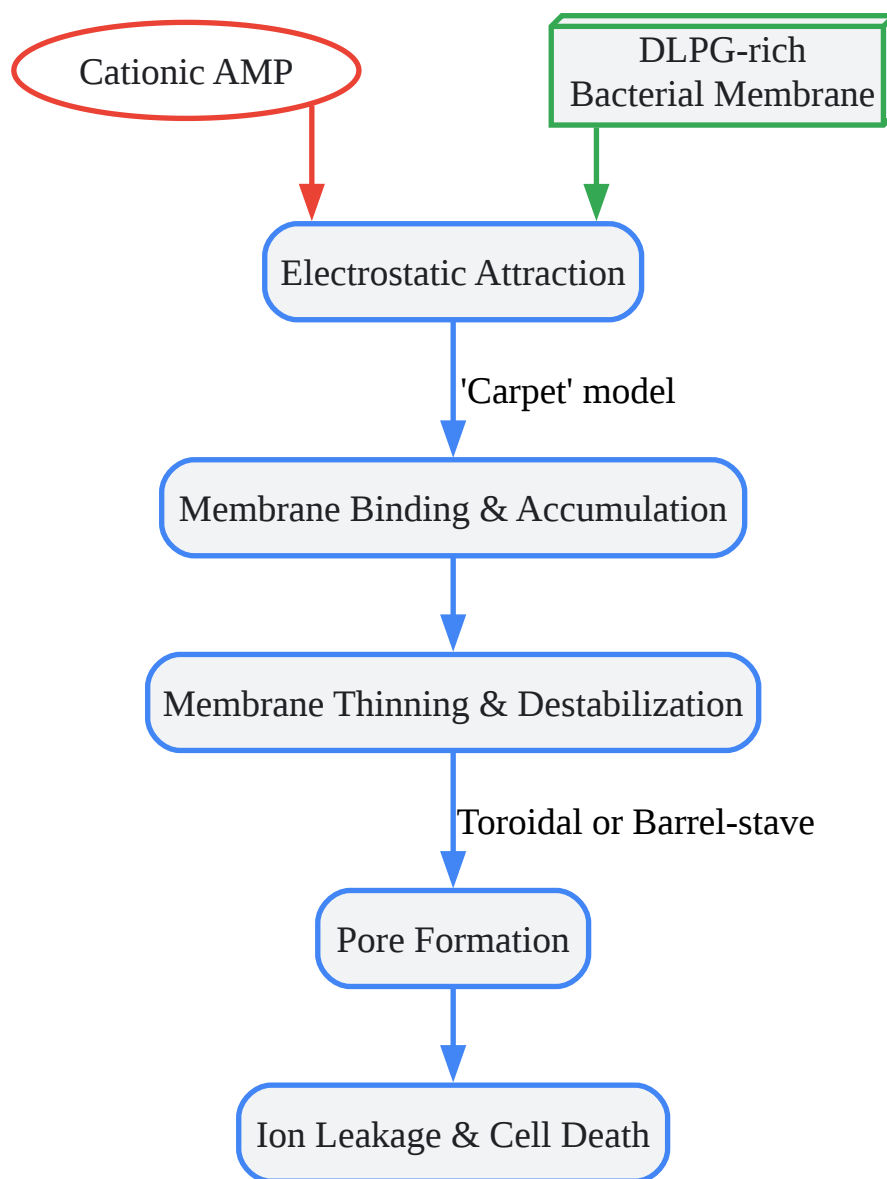 Cationic AMP
DLPG-rich
Bacterial Membrane
Electrostatic Attraction
'Carpet' model
Membrane Binding & Accumulation
Membrane Thinning & Destabilization
Toroidal or Barrel-stave
Pore Formation
Ion Leakage & Cell Death